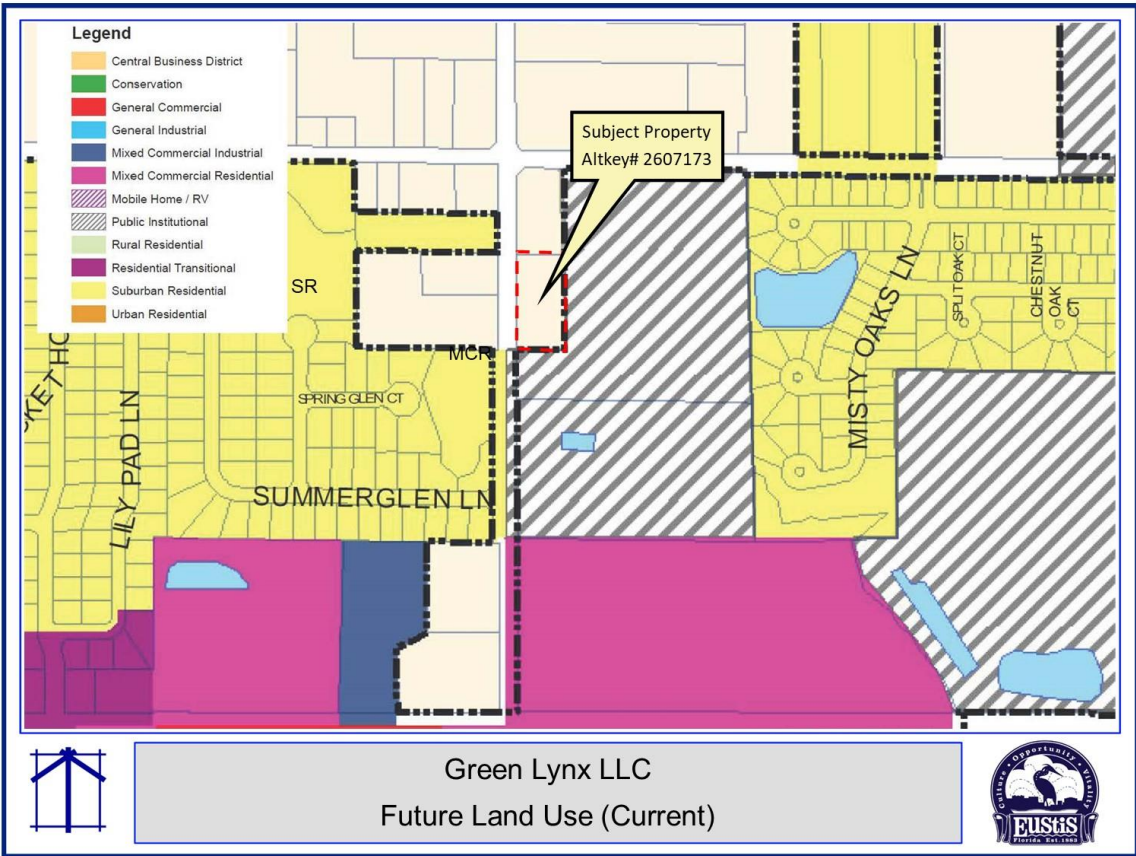 Legend
Central Business District
Conservation
General Commercial
General Industrial
Mixed Commercial Industrial
Mixed Commercial Residential
Mobile Home / RV
Public Institutional
Rural Residential
Residential Transitional
Suburban Residential
Urban Residential
Subject Property
Altkey# 2607173
SR
MCR
KET HO
LILY PAD LN
SPRING GLEN CT
SUMMERGLEN LN
MISTY OAKS LN
SPLIT OAK CT
CHESTNUT
OAK
CT
Green Lynx LLC
Future Land Use (Current)
Culture • Opportunity • Vitality
EUSTIS
Florida Est. 1883